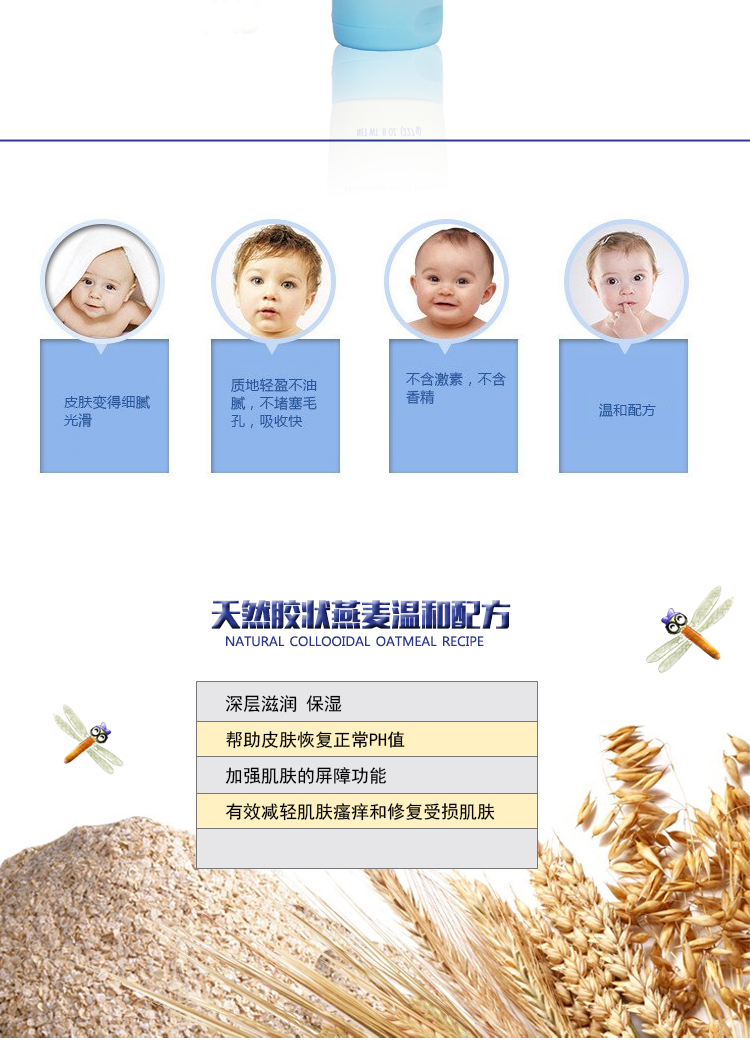 皮肤变得细腻
光滑
质地轻盈不油
腻，不堵塞毛
孔，吸收快
不含激素，不含
香精
温和配方
天然胶状燕麦温和配方
NATURAL COLLOOIDAL OATMEAL RECIPE
深层滋润 保湿
帮助皮肤恢复正常PH值
加强肌肤的屏障功能
有效减轻肌肤瘙痒和修复受损肌肤